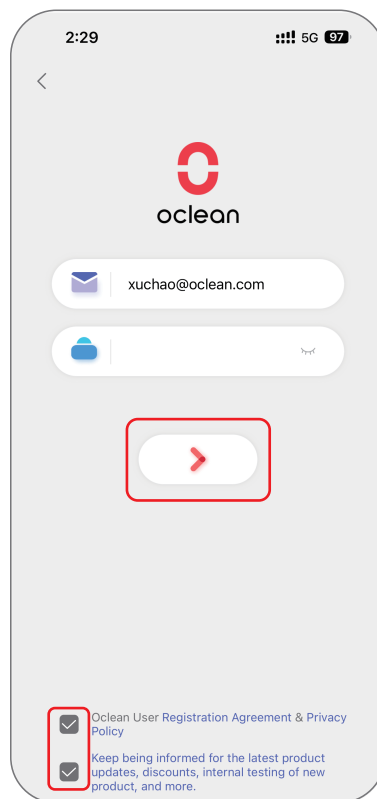 2:29
5G 97
oclean
xuchao@oclean.com
Oclean User Registration Agreement & Privacy
Policy
Keep being informed for the latest product
updates, discounts, internal testing of new
product, and more.